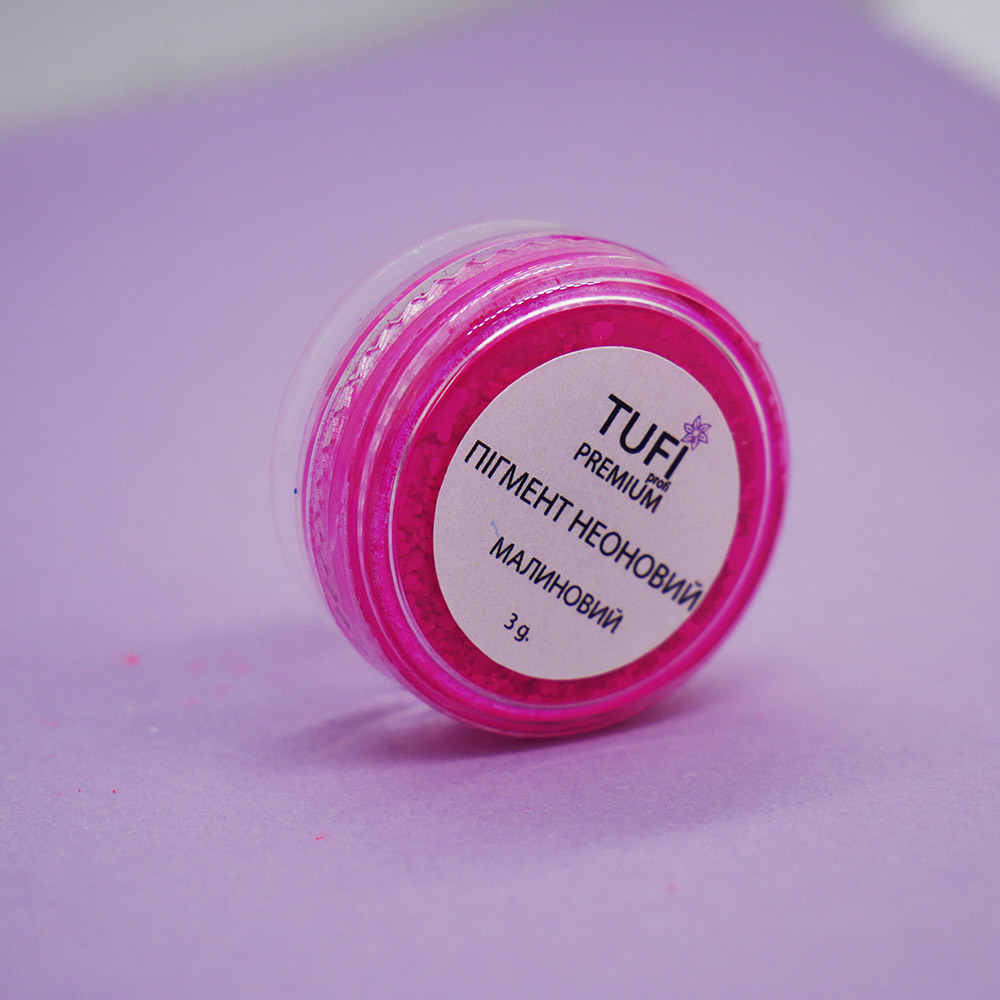 TUFI
profi
PREMIUM
ПІГМЕНТ НЕОНОВИЙ
МАЛИНОВИЙ
3 g.